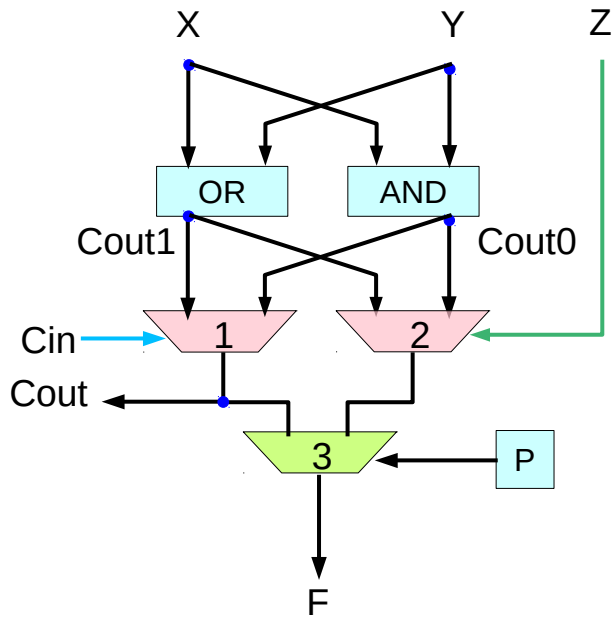 X Y Z
OR AND
Cout1 Cout0
Cin 1 2
Cout
3 P
F